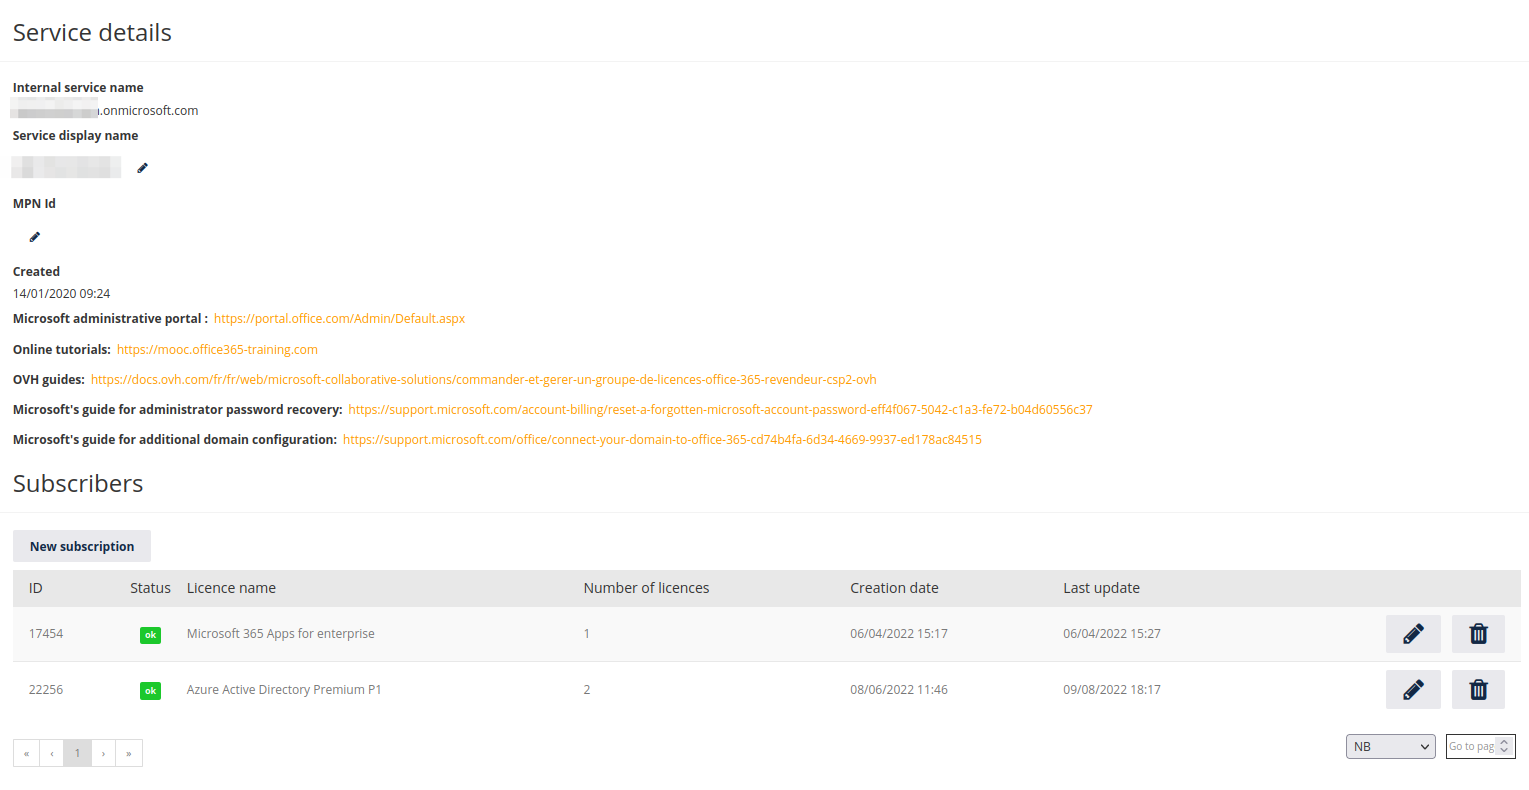 Service details
Internal service name
.onmicrosoft.com
Service display name
MPN Id
Created
14/01/2020 09:24
Microsoft administrative portal : https://portal.office.com/Admin/Default.aspx
Online tutorials: https://mooc.office365-training.com
OVH guides: https://docs.ovh.com/fr/fr/web/microsoft-collaborative-solutions/commander-et-gerer-un-groupe-de-licences-office-365-revendeur-csp2-ovh
Microsoft's guide for administrator password recovery: https://support.microsoft.com/account-billing/reset-a-forgotten-microsoft-account-password-eff4f067-5042-c1a3-fe72-b04d60556c37
Microsoft's guide for additional domain configuration: https://support.microsoft.com/office/connect-your-domain-to-office-365-cd74b4fa-6d34-4669-9937-ed178ac84515
Subscribers
New subscription
ID Status Licence name Number of licences Creation date Last update
17454 ok Microsoft 365 Apps for enterprise 1 06/04/2022 15:17 06/04/2022 15:27
22256 ok Azure Active Directory Premium P1 2 08/06/2022 11:46 09/08/2022 18:17
« ‹ 1 › » NB Go to pag